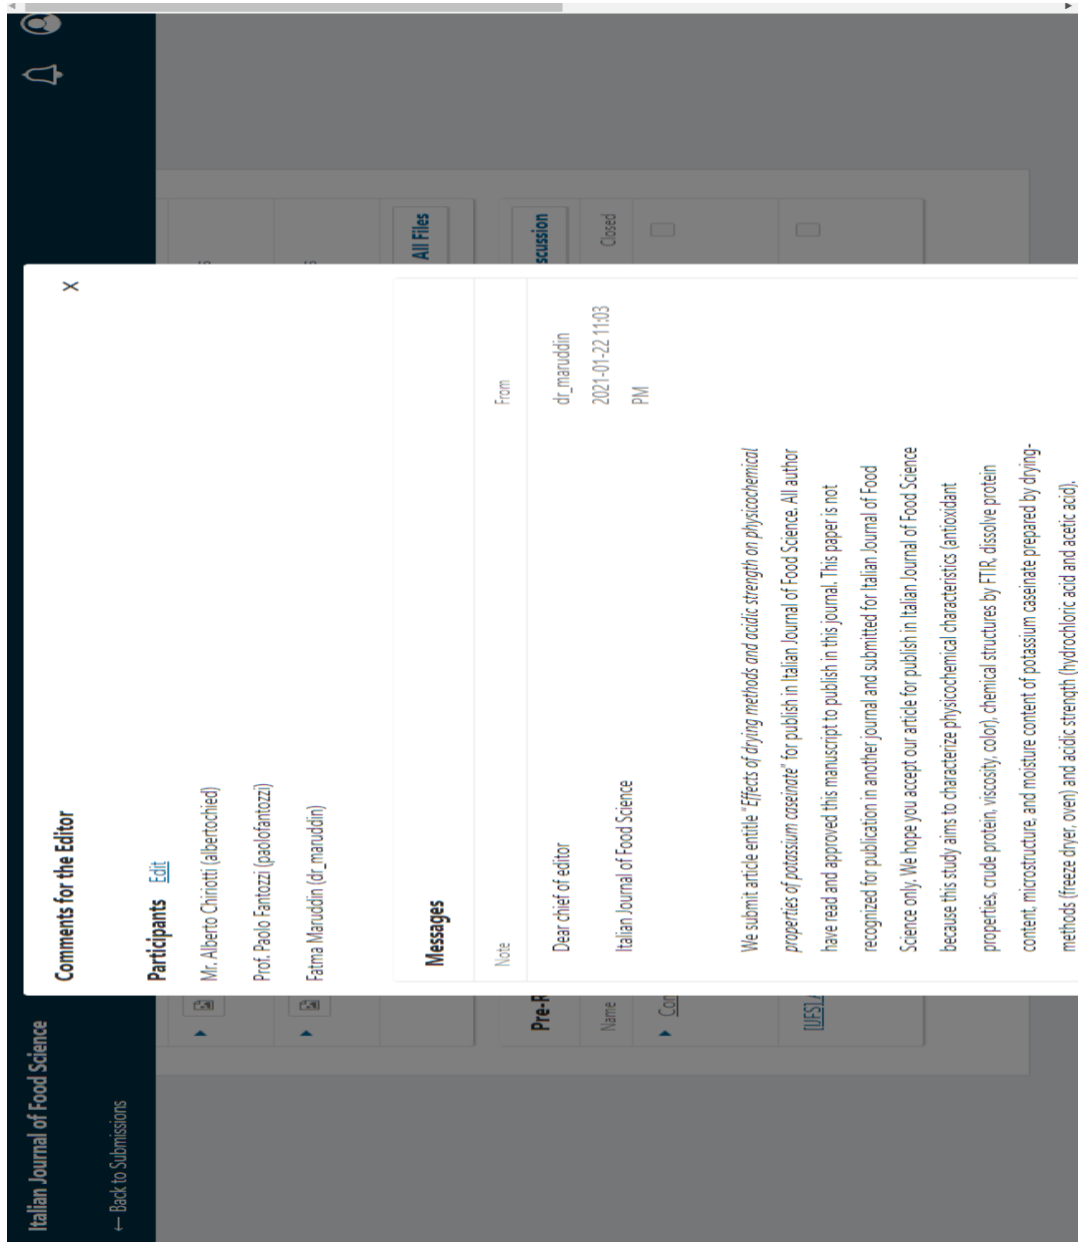 Italian Journal of Food Science
← Back to Submissions
Comments for the Editor
X
Participants Edit
Mr. Alberto Chiriotti (albertochied)
Prof. Paolo Fantozzi (paolofantozzi)
Fatma Maruddin (dr_maruddin)
All Files
Messages
Note From
Pre-R
scussion
Name Closed
Dear chief of editor
dr_maruddin
Italian Journal of Food Science
2021-01-22 11:03
PM
Con
We submit article entitle "Effects of drying methods and acidic strength on physicochemical
properties of potassium caseinate" for publish in Italian Journal of Food Science. All author
have read and approved this manuscript to publish in this journal. This paper is not
recognized for publication in another journal and submitted for Italian Journal of Food
Science only. We hope you accept our article for publish in Italian Journal of Food Science
because this study aims to characterize physicochemical characteristics (antioxidant
properties, crude protein, viscosity, color), chemical structures by FTIR, dissolve protein
content, microstructure, and moisture content of potassium caseinate prepared by drying-
methods (freeze dryer, oven) and acidic strength (hydrochloric acid and acetic acid).